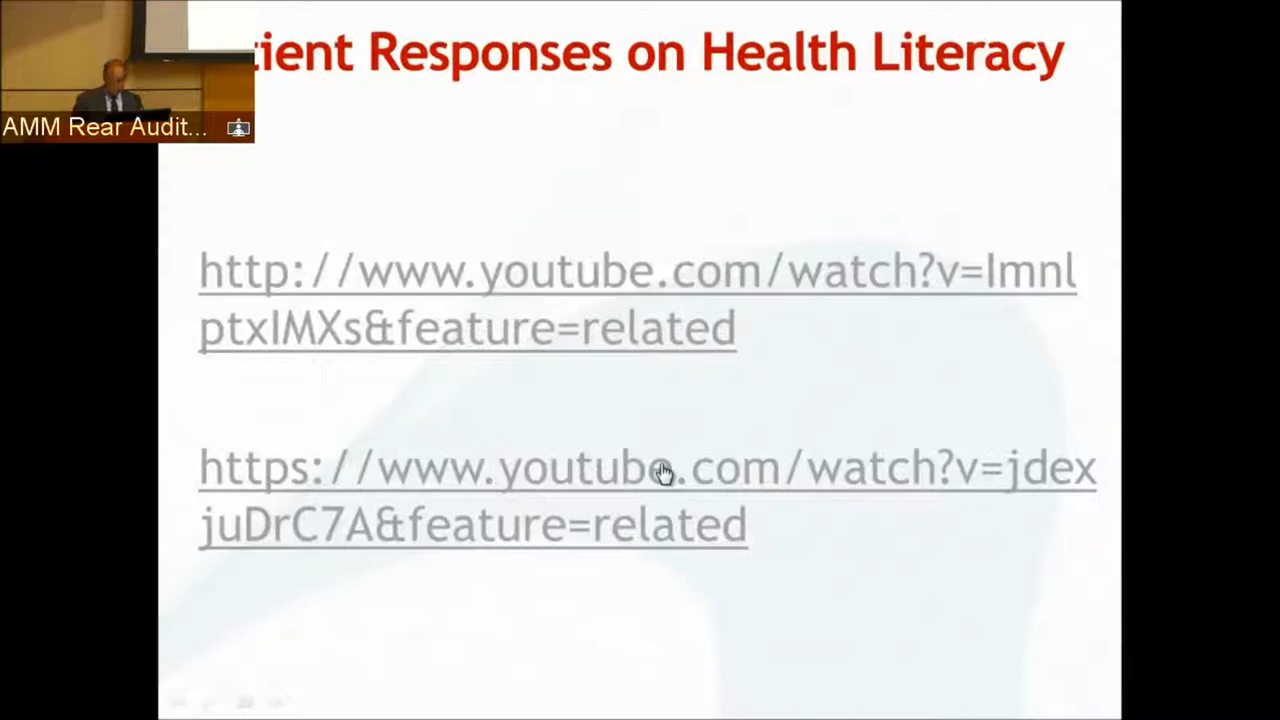 tient Responses on Health Literacy
AMM Rear Audit...
http://www.youtube.com/watch?v=Imnl
ptxIMXs&feature=related
https://www.youtube.com/watch?v=jdex
juDrC7A&feature=related